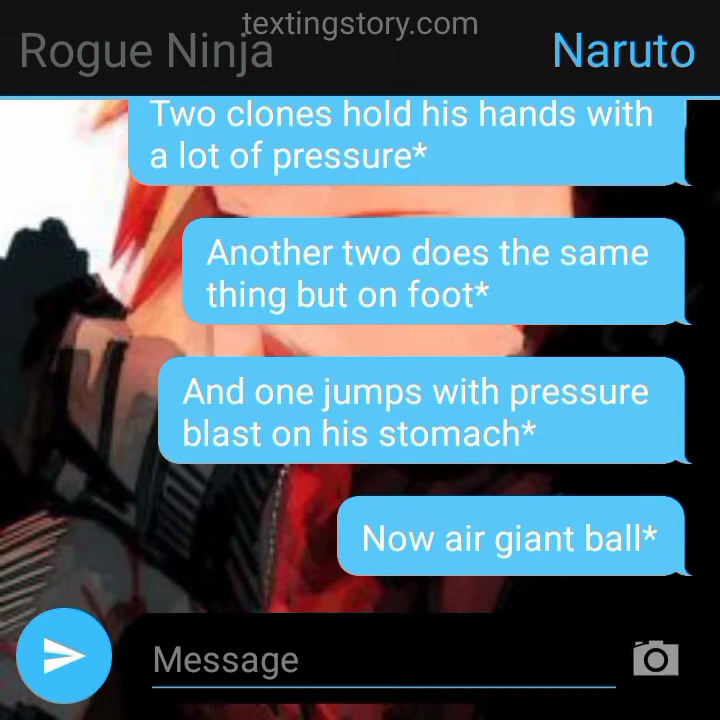 textingstory.com
Rogue Ninja
Naruto
Two clones hold his hands with
a lot of pressure*
Another two does the same
thing but on foot*
And one jumps with pressure
blast on his stomach*
Now air giant ball*
Message